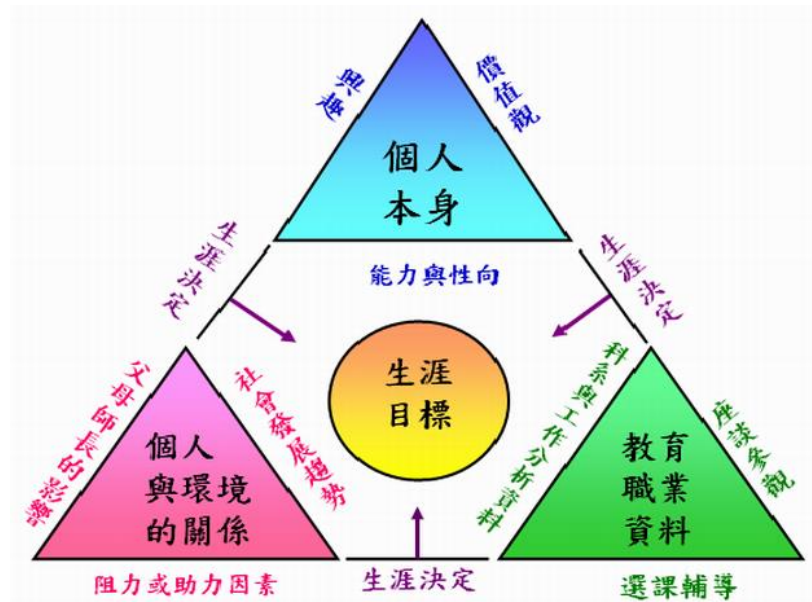 興趣
價值觀
個人
本身
能力與性向
生涯決定
生涯決定
生涯
目標
父母師長的影響
社會發展趨勢
個人
與環境
的關係
阻力或助力因素
生涯決定
科系與工作分析資料
座談參觀
教育
職業
資料
選課輔導